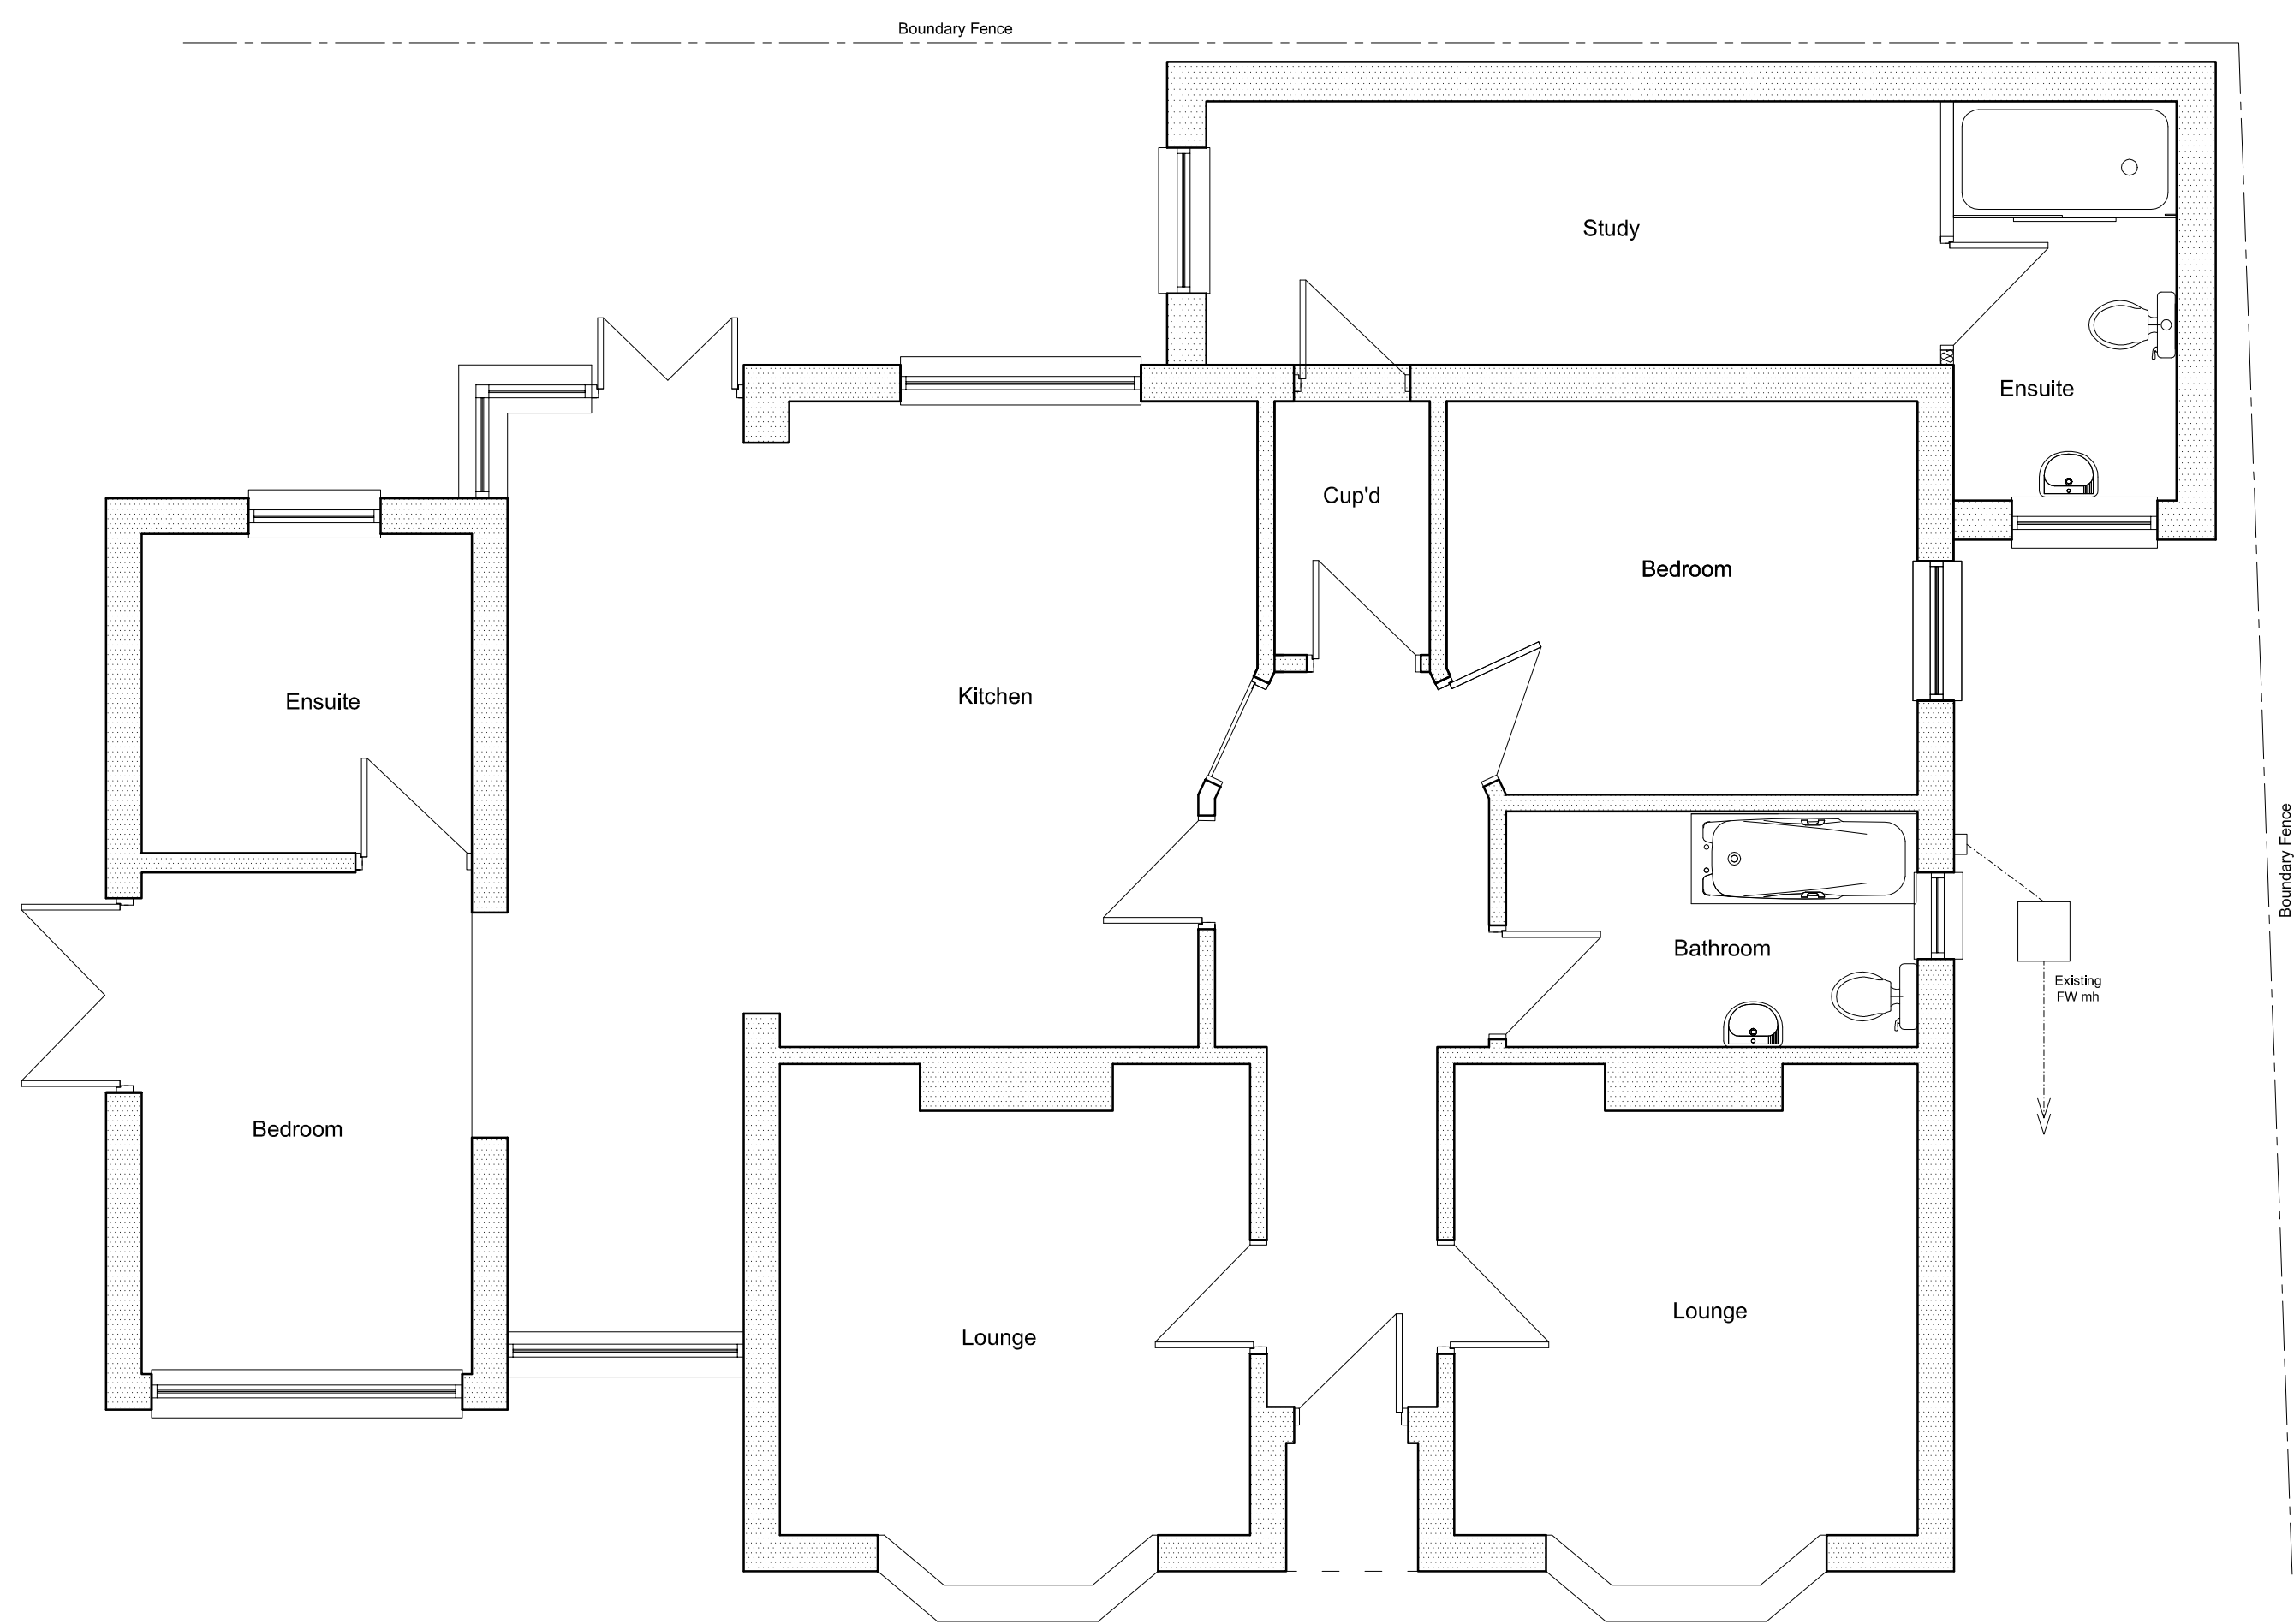 Boundary Fence
Study
Ensuite
Cup'd
Bedroom
Kitchen
Ensuite
Boundary Fence
Bathroom
Existing
FW mh
Bedroom
Lounge
Lounge